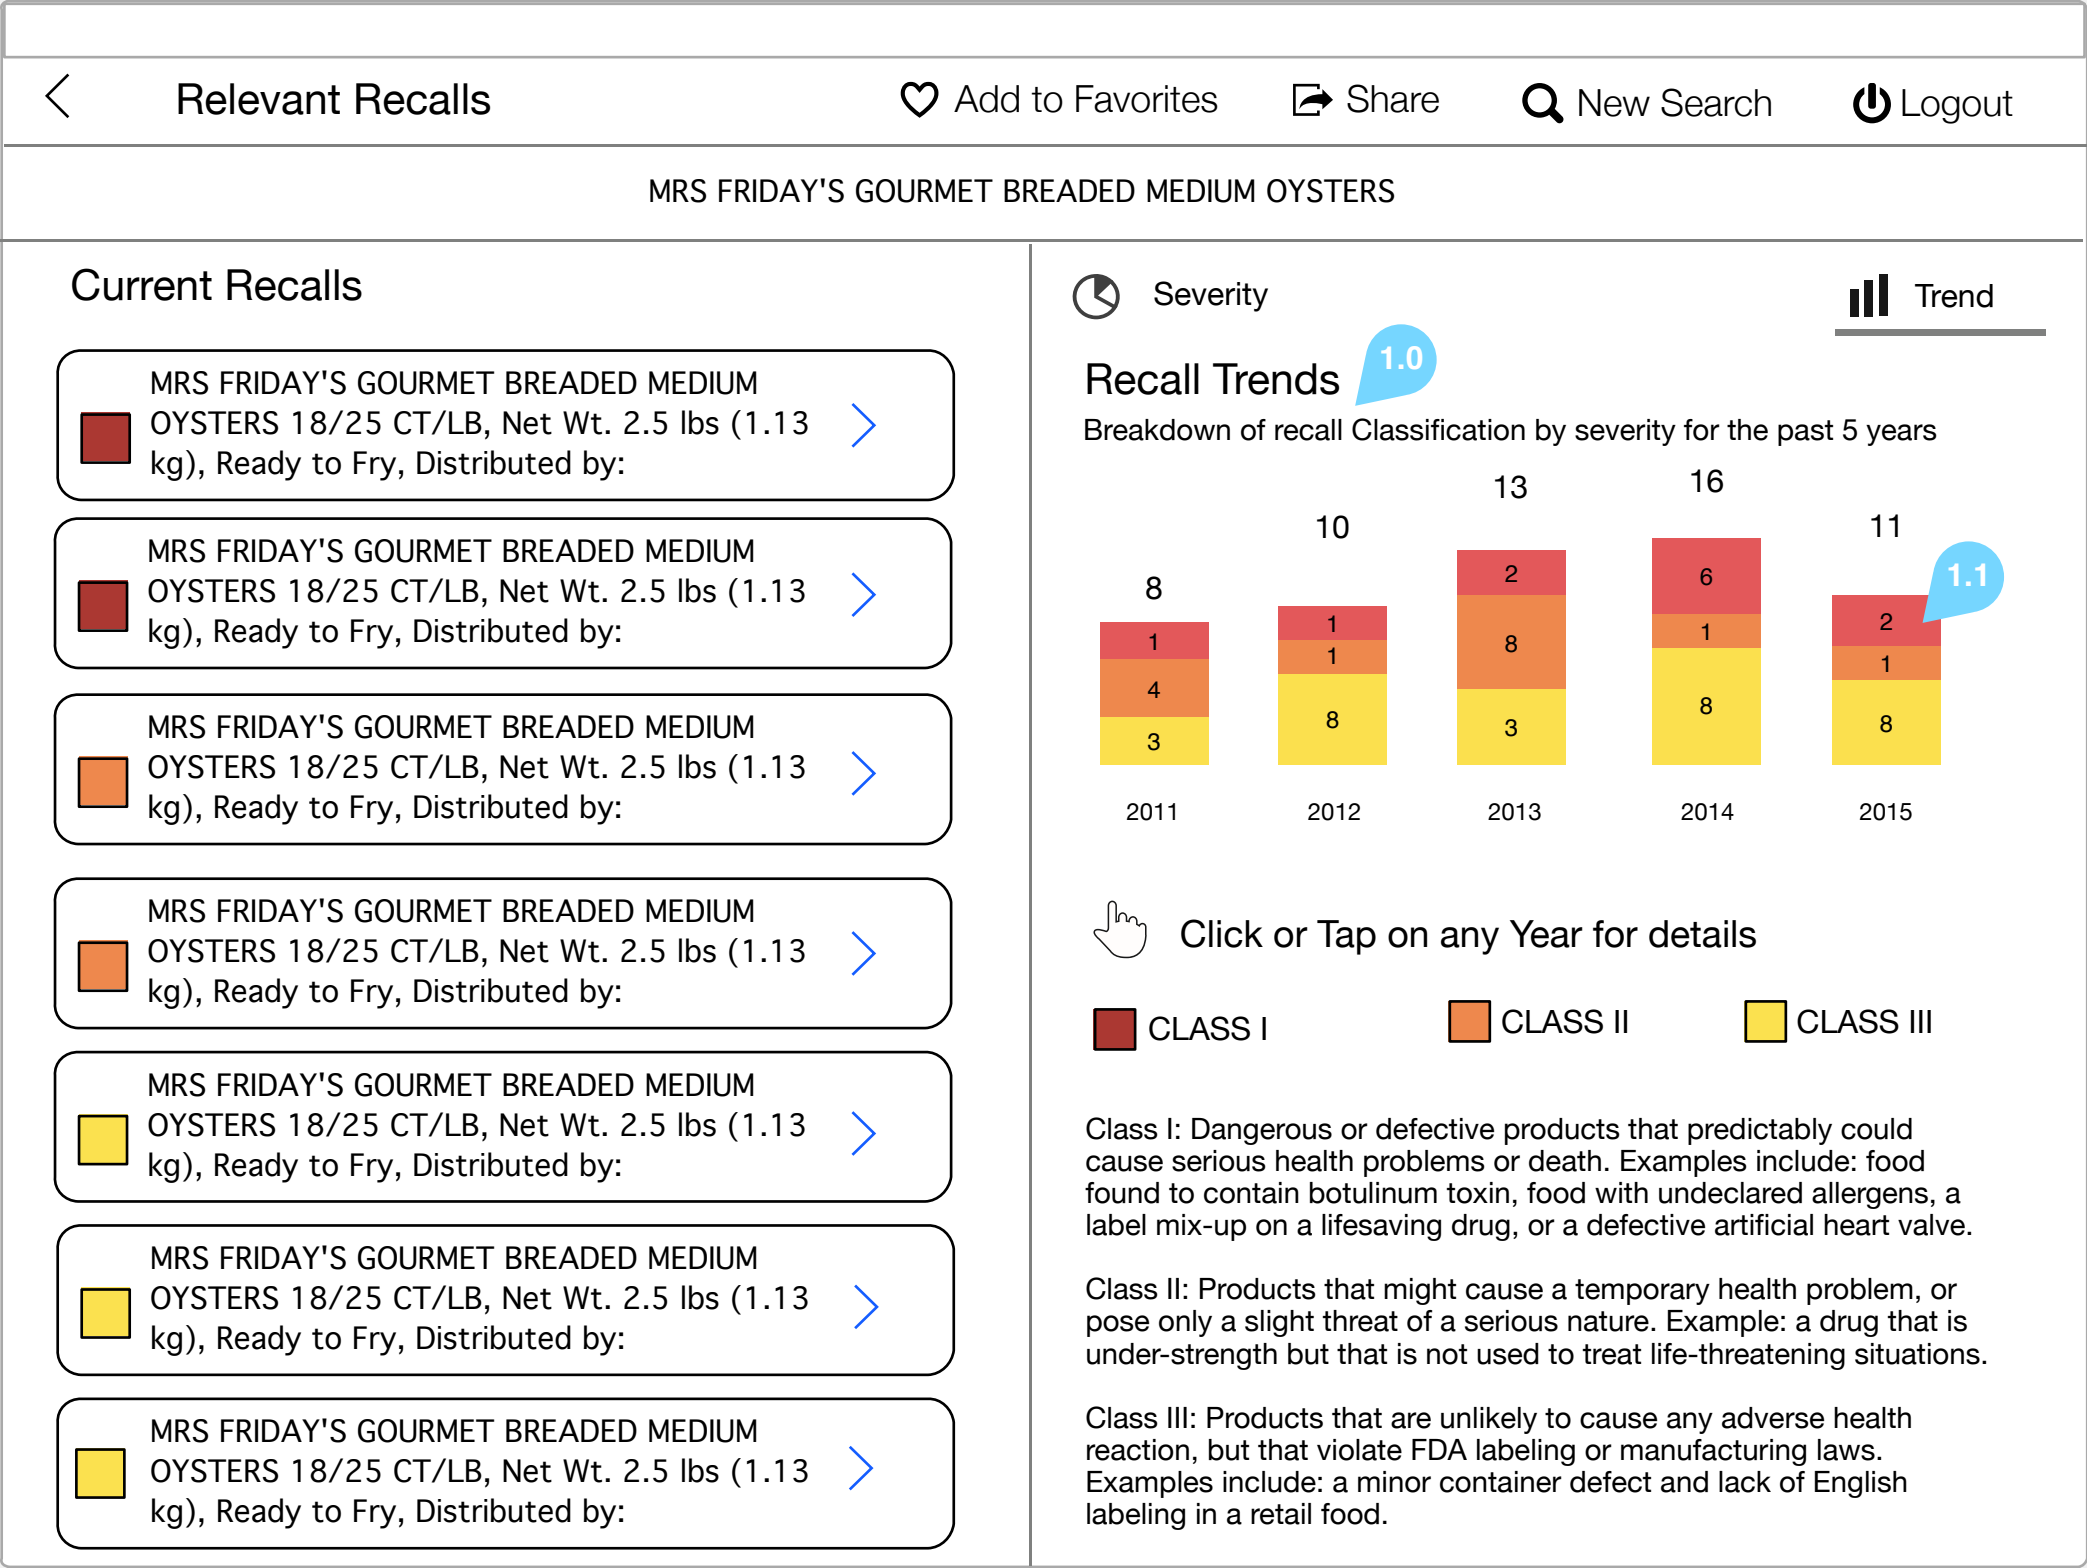 Relevant Recalls
Add to Favorites
Share
New Search
Logout
MRS FRIDAY'S GOURMET BREADED MEDIUM OYSTERS
Current Recalls
MRS FRIDAY'S GOURMET BREADED MEDIUM
OYSTERS 18/25 CT/LB, Net Wt. 2.5 lbs (1.13
kg), Ready to Fry, Distributed by:
MRS FRIDAY'S GOURMET BREADED MEDIUM
OYSTERS 18/25 CT/LB, Net Wt. 2.5 lbs (1.13
kg), Ready to Fry, Distributed by:
MRS FRIDAY'S GOURMET BREADED MEDIUM
OYSTERS 18/25 CT/LB, Net Wt. 2.5 lbs (1.13
kg), Ready to Fry, Distributed by:
MRS FRIDAY'S GOURMET BREADED MEDIUM
OYSTERS 18/25 CT/LB, Net Wt. 2.5 lbs (1.13
kg), Ready to Fry, Distributed by:
MRS FRIDAY'S GOURMET BREADED MEDIUM
OYSTERS 18/25 CT/LB, Net Wt. 2.5 lbs (1.13
kg), Ready to Fry, Distributed by:
MRS FRIDAY'S GOURMET BREADED MEDIUM
OYSTERS 18/25 CT/LB, Net Wt. 2.5 lbs (1.13
kg), Ready to Fry, Distributed by:
MRS FRIDAY'S GOURMET BREADED MEDIUM
OYSTERS 18/25 CT/LB, Net Wt. 2.5 lbs (1.13
kg), Ready to Fry, Distributed by:
Severity
Trend
Recall Trends
1.0
Breakdown of recall Classification by severity for the past 5 years
8
1
4
3
2011
10
1
1
8
2012
13
2
8
3
2013
16
6
1
8
2014
11
1.1
2
1
8
2015
Click or Tap on any Year for details
CLASS I
CLASS II
CLASS III
Class I: Dangerous or defective products that predictably could
cause serious health problems or death. Examples include: food
found to contain botulinum toxin, food with undeclared allergens, a
label mix-up on a lifesaving drug, or a defective artificial heart valve.
Class II: Products that might cause a temporary health problem, or
pose only a slight threat of a serious nature. Example: a drug that is
under-strength but that is not used to treat life-threatening situations.
Class III: Products that are unlikely to cause any adverse health
reaction, but that violate FDA labeling or manufacturing laws.
Examples include: a minor container defect and lack of English
labeling in a retail food.